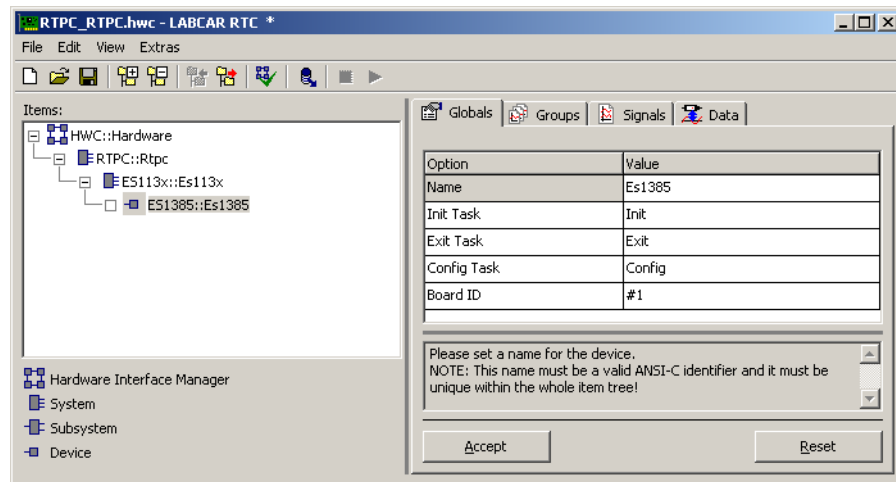 RTPC_RTPC.hwc - LABCAR RTC *
File Edit View Extras
Items:
HWC::Hardware
RTPC::Rtpc
ES113x::Es113x
ES1385::Es1385
Hardware Interface Manager
System
Subsystem
Device
Globals Groups Signals Data
Option Value
Name Es1385
Init Task Init
Exit Task Exit
Config Task Config
Board ID #1
Please set a name for the device.
NOTE: This name must be a valid ANSI-C identifier and it must be
unique within the whole item tree!
Accept Reset